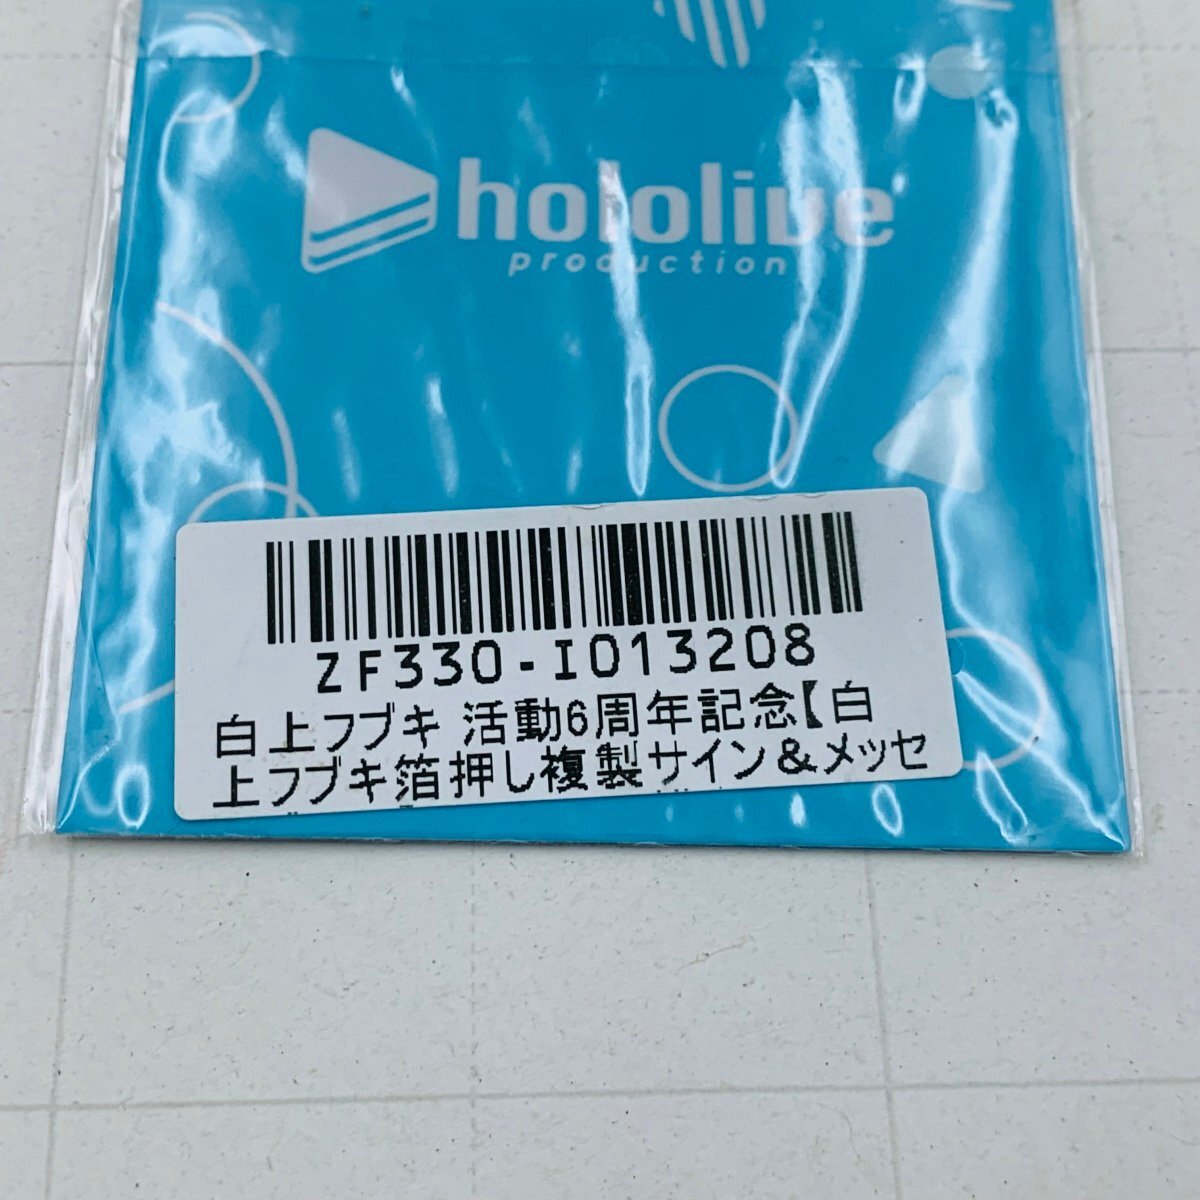 hololive
production
ZF330-I013208
白上フブキ 活動6周年記念【白
上フブキ箔押し複製サイン＆メッセ